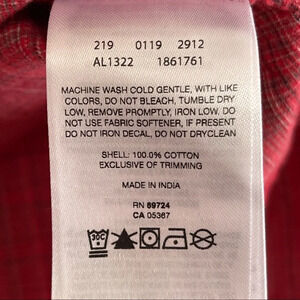 219 0119 2912
AL1322 1861761
MACHINE WASH COLD GENTLE, WITH LIKE
COLORS, DO NOT BLEACH, TUMBLE DRY
LOW, REMOVE PROMPTLY, IRON LOW. DO
NOT USE FABRIC SOFTENER, IF PRESENT
DO NOT IRON DECAL, DO NOT DRYCLEAN
SHELL: 100.0% COTTON
EXCLUSIVE OF TRIMMING
MADE IN INDIA
RN 69724
CA 05367
30C